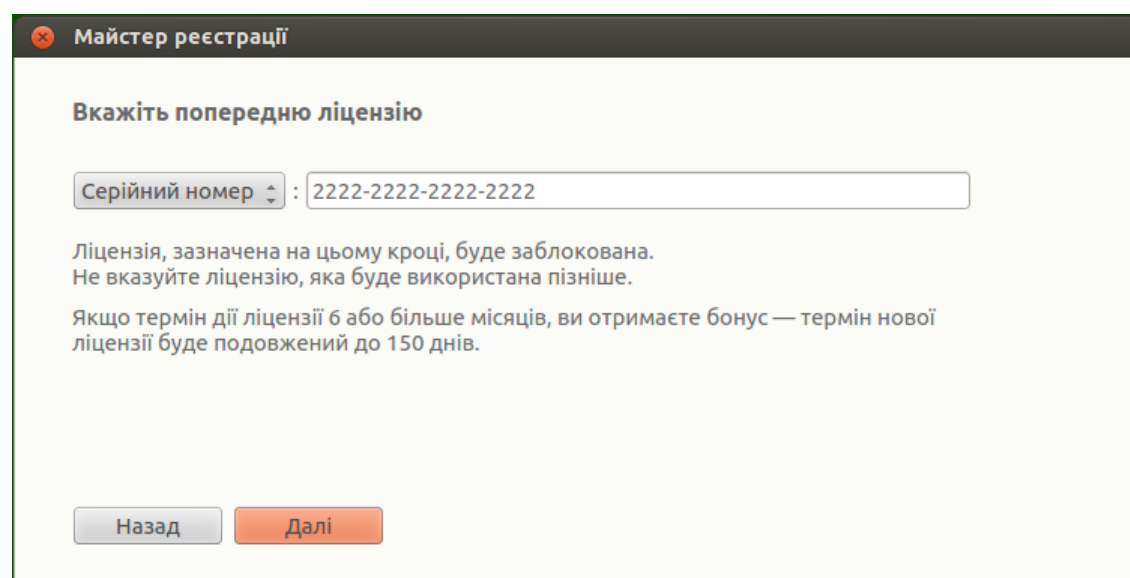 Майстер реєстрації
Вкажіть попередню ліцензію
Серійний номер : 2222-2222-2222-2222
Ліцензія, зазначена на цьому кроці, буде заблокована.
Не вказуйте ліцензію, яка буде використана пізніше.
Якщо термін дії ліцензії 6 або більше місяців, ви отримаєте бонус — термін нової
ліцензії буде подовжений до 150 днів.
Назад Далі